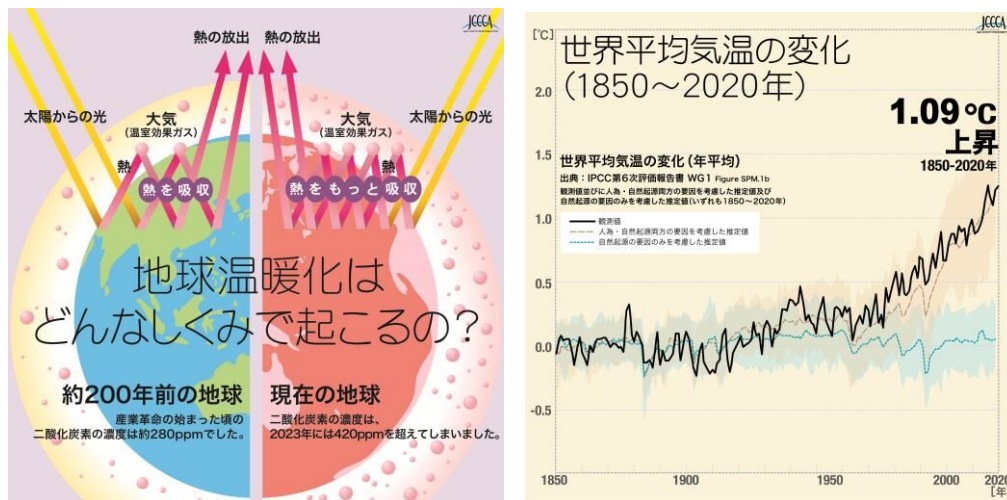 JCCCA
熱の放出 熱の放出
太陽からの光
大気
(温室効果ガス)
大気
(温室効果ガス)
太陽からの光
熱
熱
熱を吸収
熱をもっと吸収
地球温暖化は
どんなしくみで起こるの?
約200年前の地球
産業革命の始まった頃の
二酸化炭素の濃度は約280ppmでした。
現在の地球
二酸化炭素の濃度は、
2023年には420ppmを超えてしまいました。
JCCCA
[℃]
世界平均気温の変化
(1850～2020年)
1.09℃
上昇
1850-2020年
世界平均気温の変化(年平均)
出典：IPCC第6次評価報告書 WG1 Figure SPM.1b
観測値並びに人為・自然起源両方の要因を考慮した推定値及び
自然起源の要因のみを考慮した推定値(いずれも1850～2020年)
観測値
人為・自然起源両方の要因を考慮した推定値
自然起源の要因のみを考慮した推定値
2.0
1.5
1.0
0.5
0.0
-0.5
1850 1900 1950 2000 2020
[年]